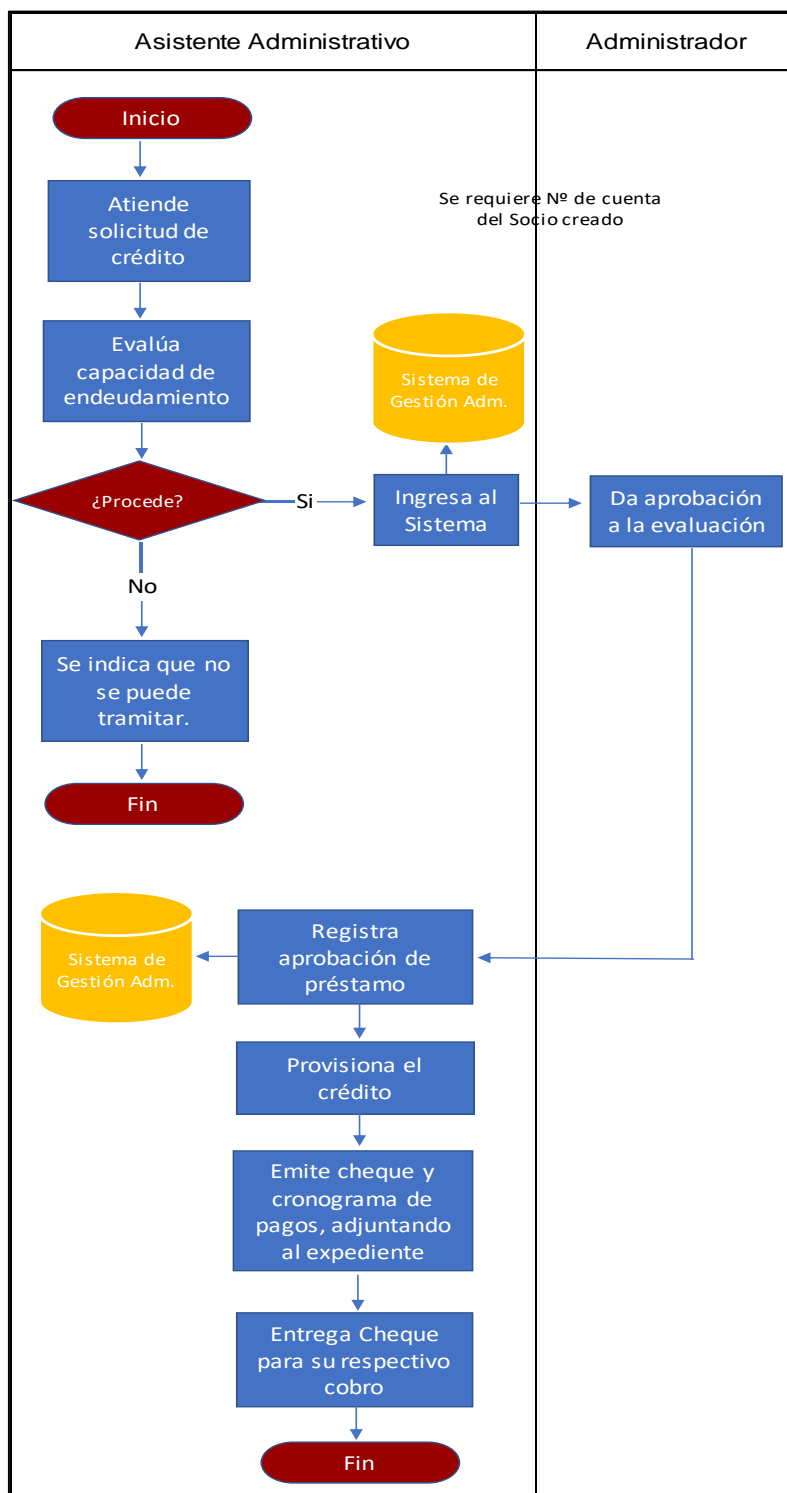 Asistente Administrativo
Administrador
Inicio
Atiende
solicitud de
crédito
Se requiere Nº de cuenta
del Socio creado
Evalúa
capacidad de
endeudamiento
Sistema de
Gestión Adm.
¿Procede?
Si
Ingresa al
Sistema
Da aprobación
a la evaluación
No
Se indica que no
se puede
tramitar.
Fin
Sistema de
Gestión Adm.
Registra
aprobación de
préstamo
Provisiona el
crédito
Emite cheque y
cronograma de
pagos, adjuntando
al expediente
Entrega Cheque
para su respectivo
cobro
Fin